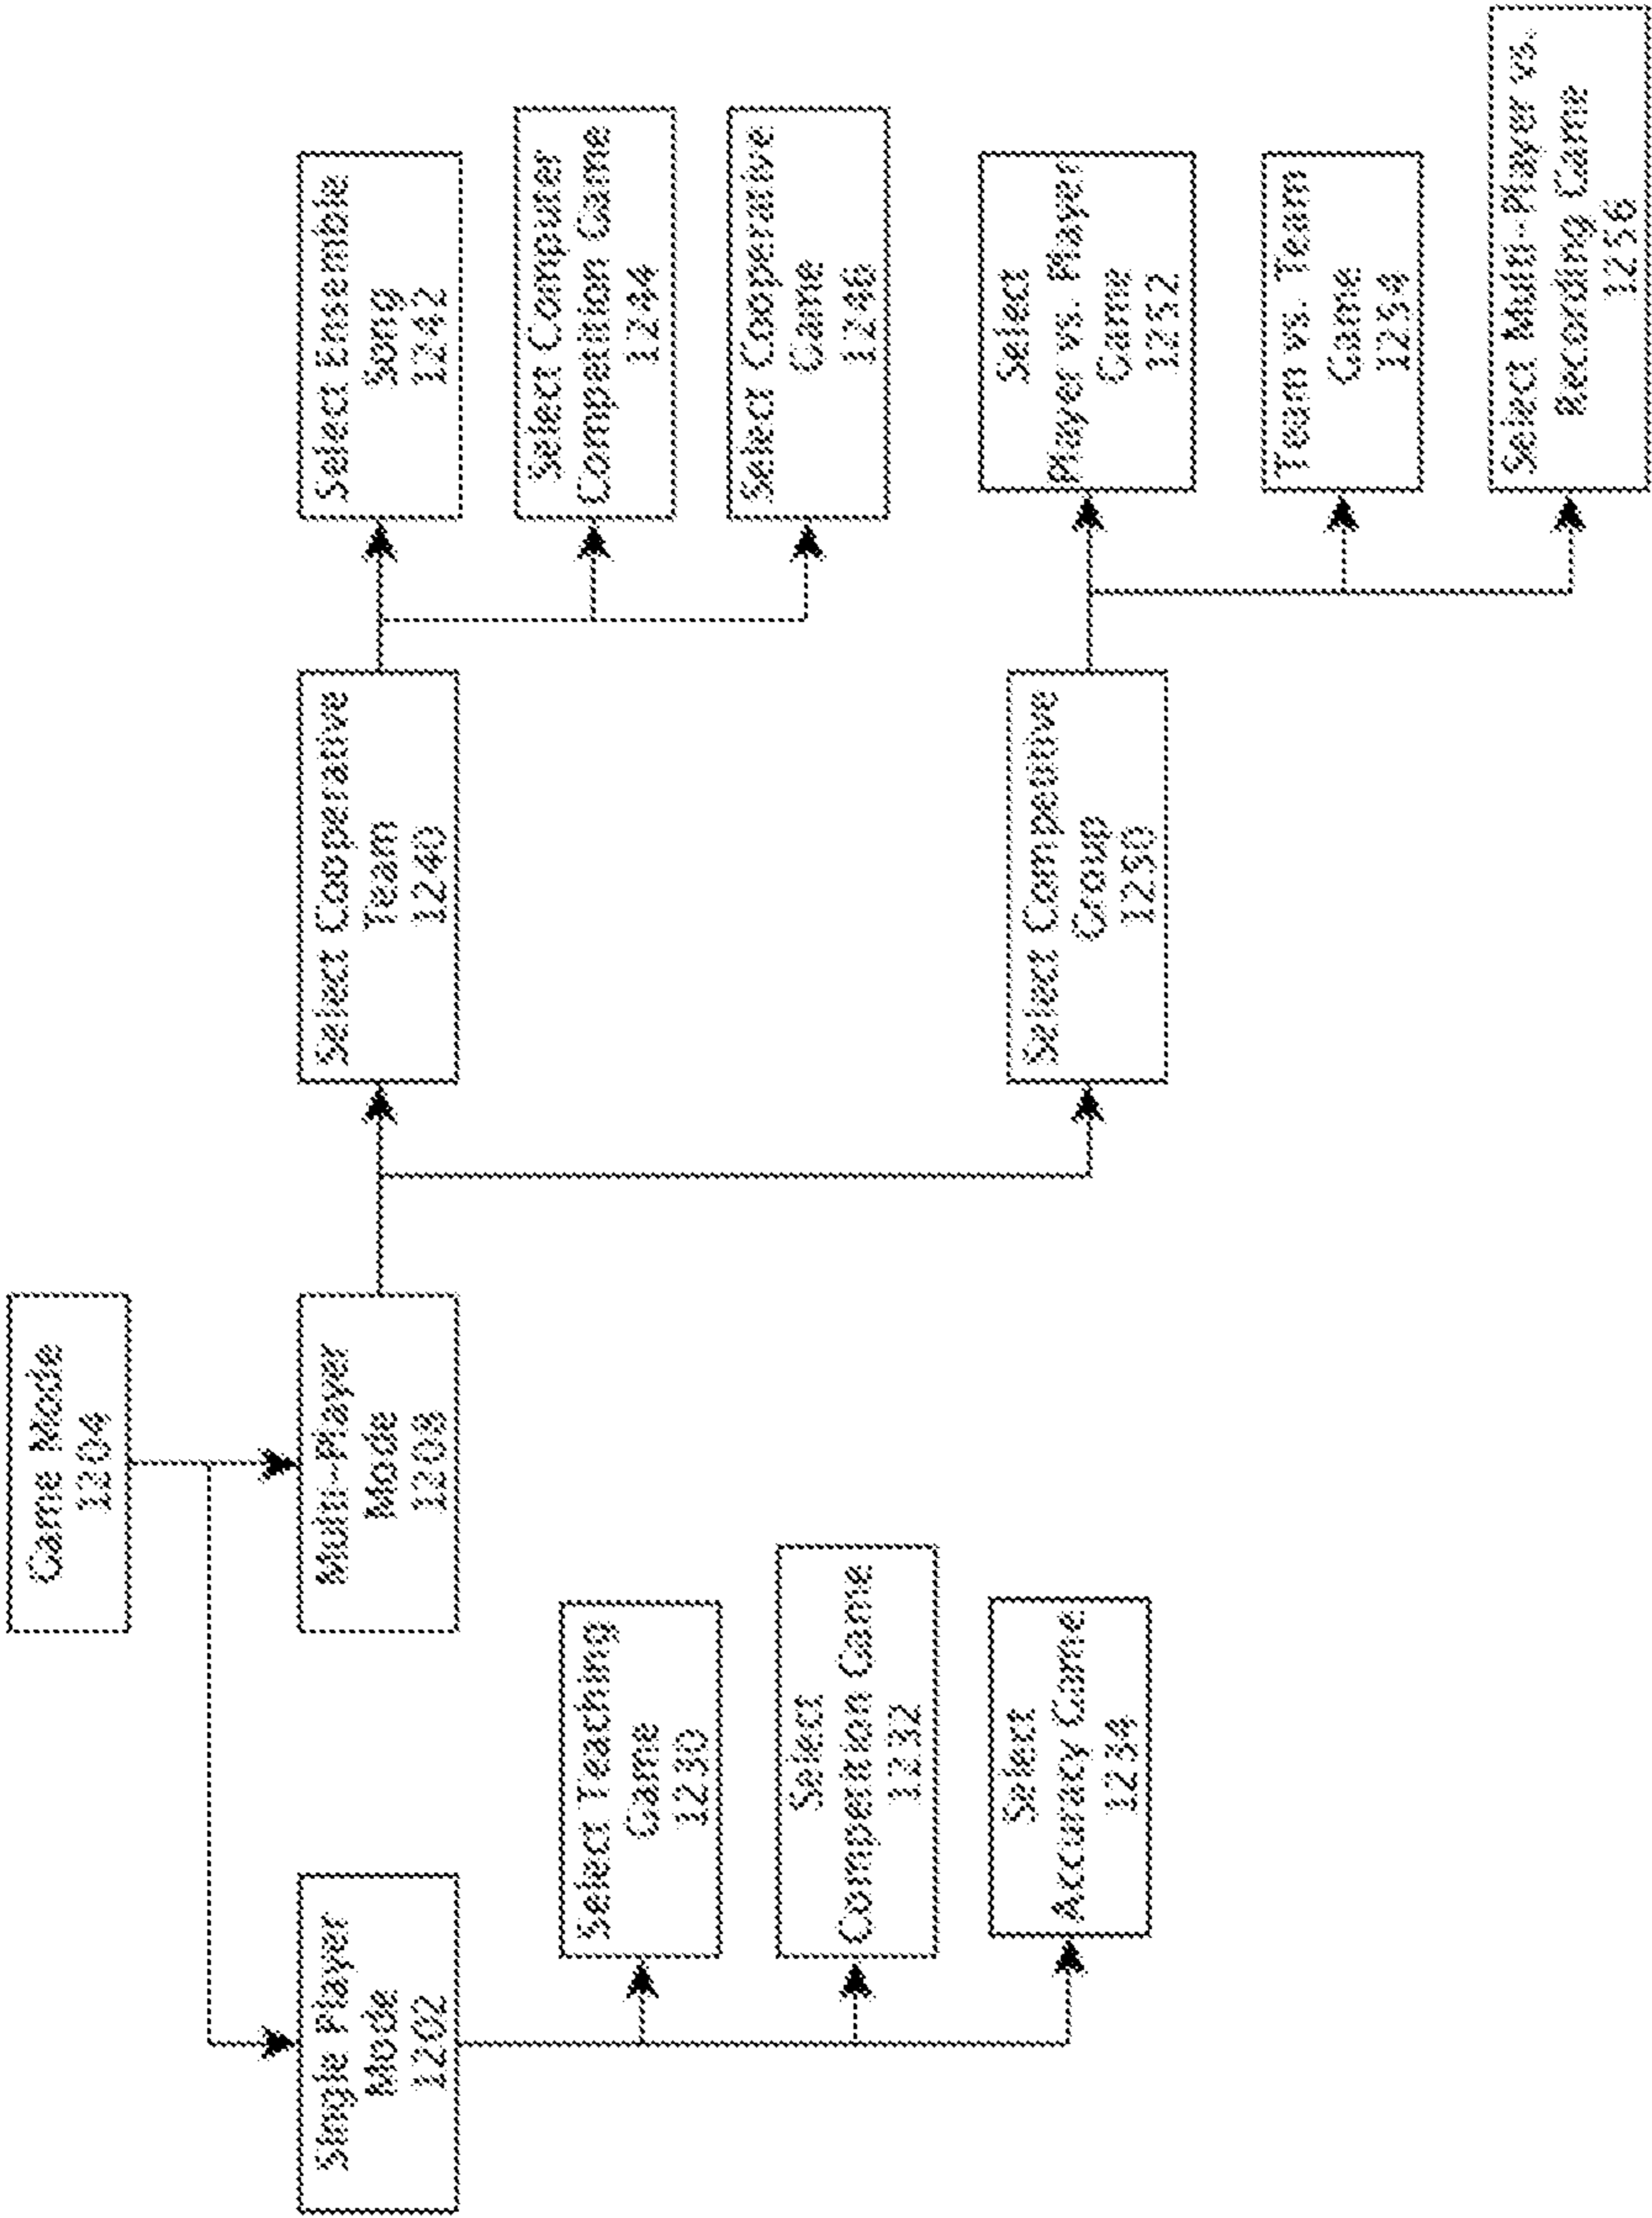 Game Mode
1204
Single Player
Mode
1202
Multi-Player
Mode
1208
Select Teaching
Game
1230
Select
Competition Game
1232
Select
Accuracy Game
1234
Select Cooperative
Team
1240
Select Ensemble
Song
1242
Select Computer
Competition Game
1244
Select Cooperative
Game
1246
Select Competitive
Group
1250
Select
Player vs. Player
Game
1252
Team vs. Team
Game
1254
Select Multi-Player vs.
Recording Game
1256